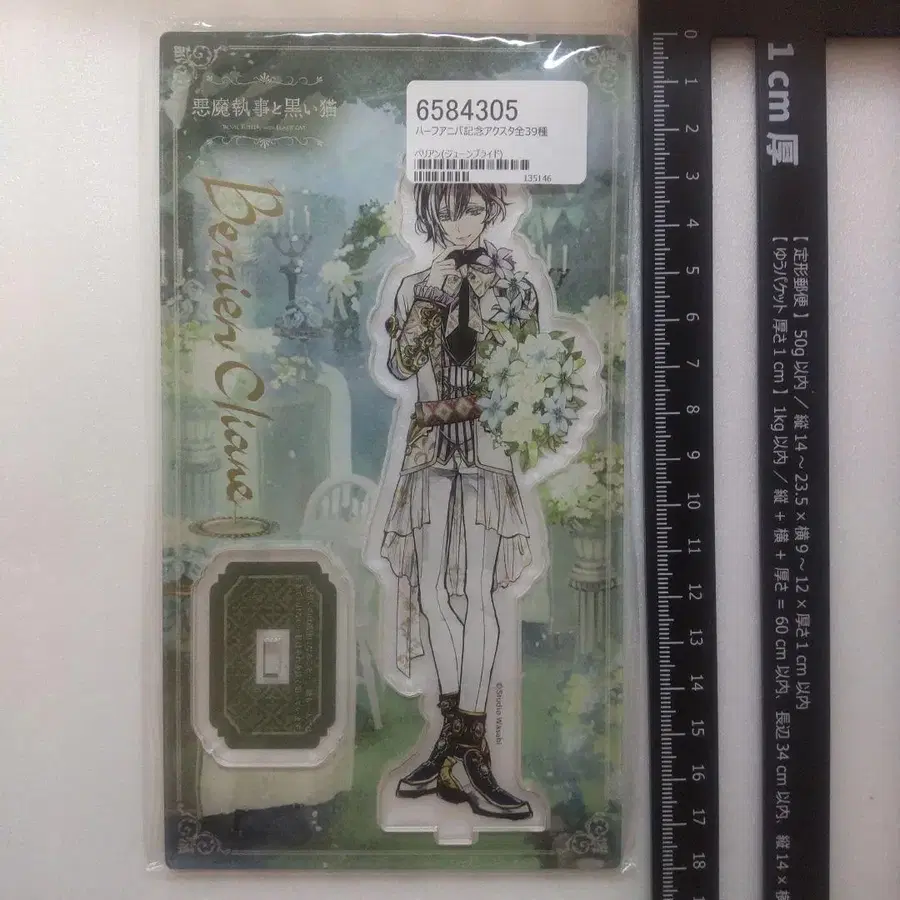 悪魔執事と黒い猫
6584305
ハーフアニバ記念アクスタ全39種
ベリアン(ジューンブライド)
135146
Berrien Cliane
©Studio Wasabi
0
1
2
3
4
5
6
7
8
9
10
11
12
13
14
15
16
17
18
1 cm 厚
【 定形郵便 】 50g 以内 ／ 縦 14 ～ 23.5 × 横 9 ～ 12 × 厚さ 1 cm 以内
【 ゆうパケット 厚さ 1 cm 】 1kg 以内 ／ 縦 + 横 + 厚さ = 60 cm 以内、長辺 34 cm 以内、縦 14 ×